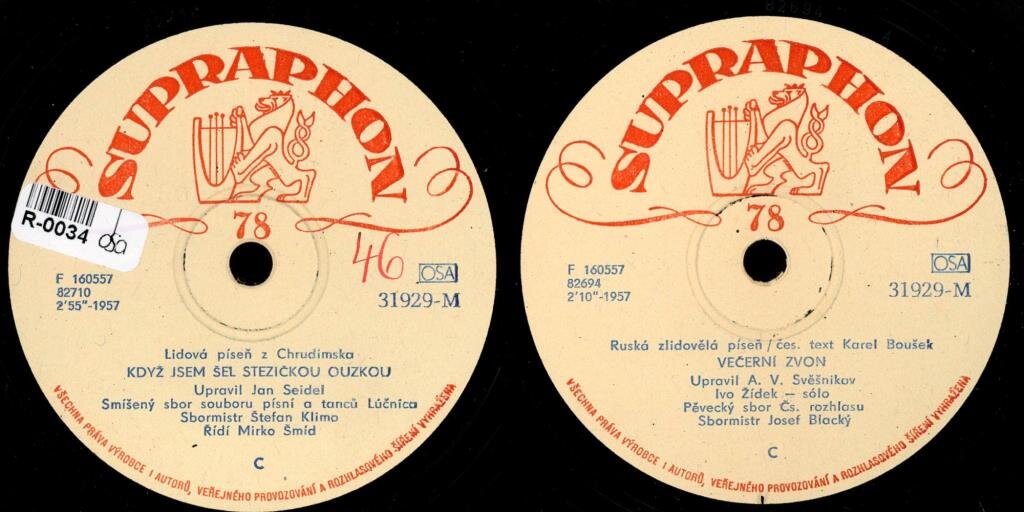 SUPRAPHON
78
R-0034 osa
46
F 160557
82710
2'55"-1957
OSA
31929-M
Lidová píseň z Chrudimska
KDYŽ JSEM ŠEL STEZIČKOU OUZKOU
Upravil Jan Seidel
Smíšený sbor souboru písní a tanců Lúčnica
Sbormistr Štefan Klimo
Řídí Mirko Šmíd
C
VŠECHNA PRÁVA VÝROBCE I AUTORŮ, VEŘEJNÉHO PROVOZOVÁNÍ A ROZHLASOVÉHO ŠÍŘENÍ VYHRAŽENA
82694
SUPRAPHON
78
F 160557
82694
2'10"-1957
OSA
31929-M
Ruská zlidovělá píseň / čes. text Karel Boušek
VEČERNÍ ZVON
Upravil A. V. Svěšnikov
Ivo Žídek — sólo
Pěvecký sbor Čs. rozhlasu
Sbormistr Josef Blacký
C
VŠECHNA PRÁVA VÝROBCE I AUTORŮ, VEŘEJNÉHO PROVOZOVÁNÍ A ROZHLASOVÉHO ŠÍŘENÍ VYHRAŽENA